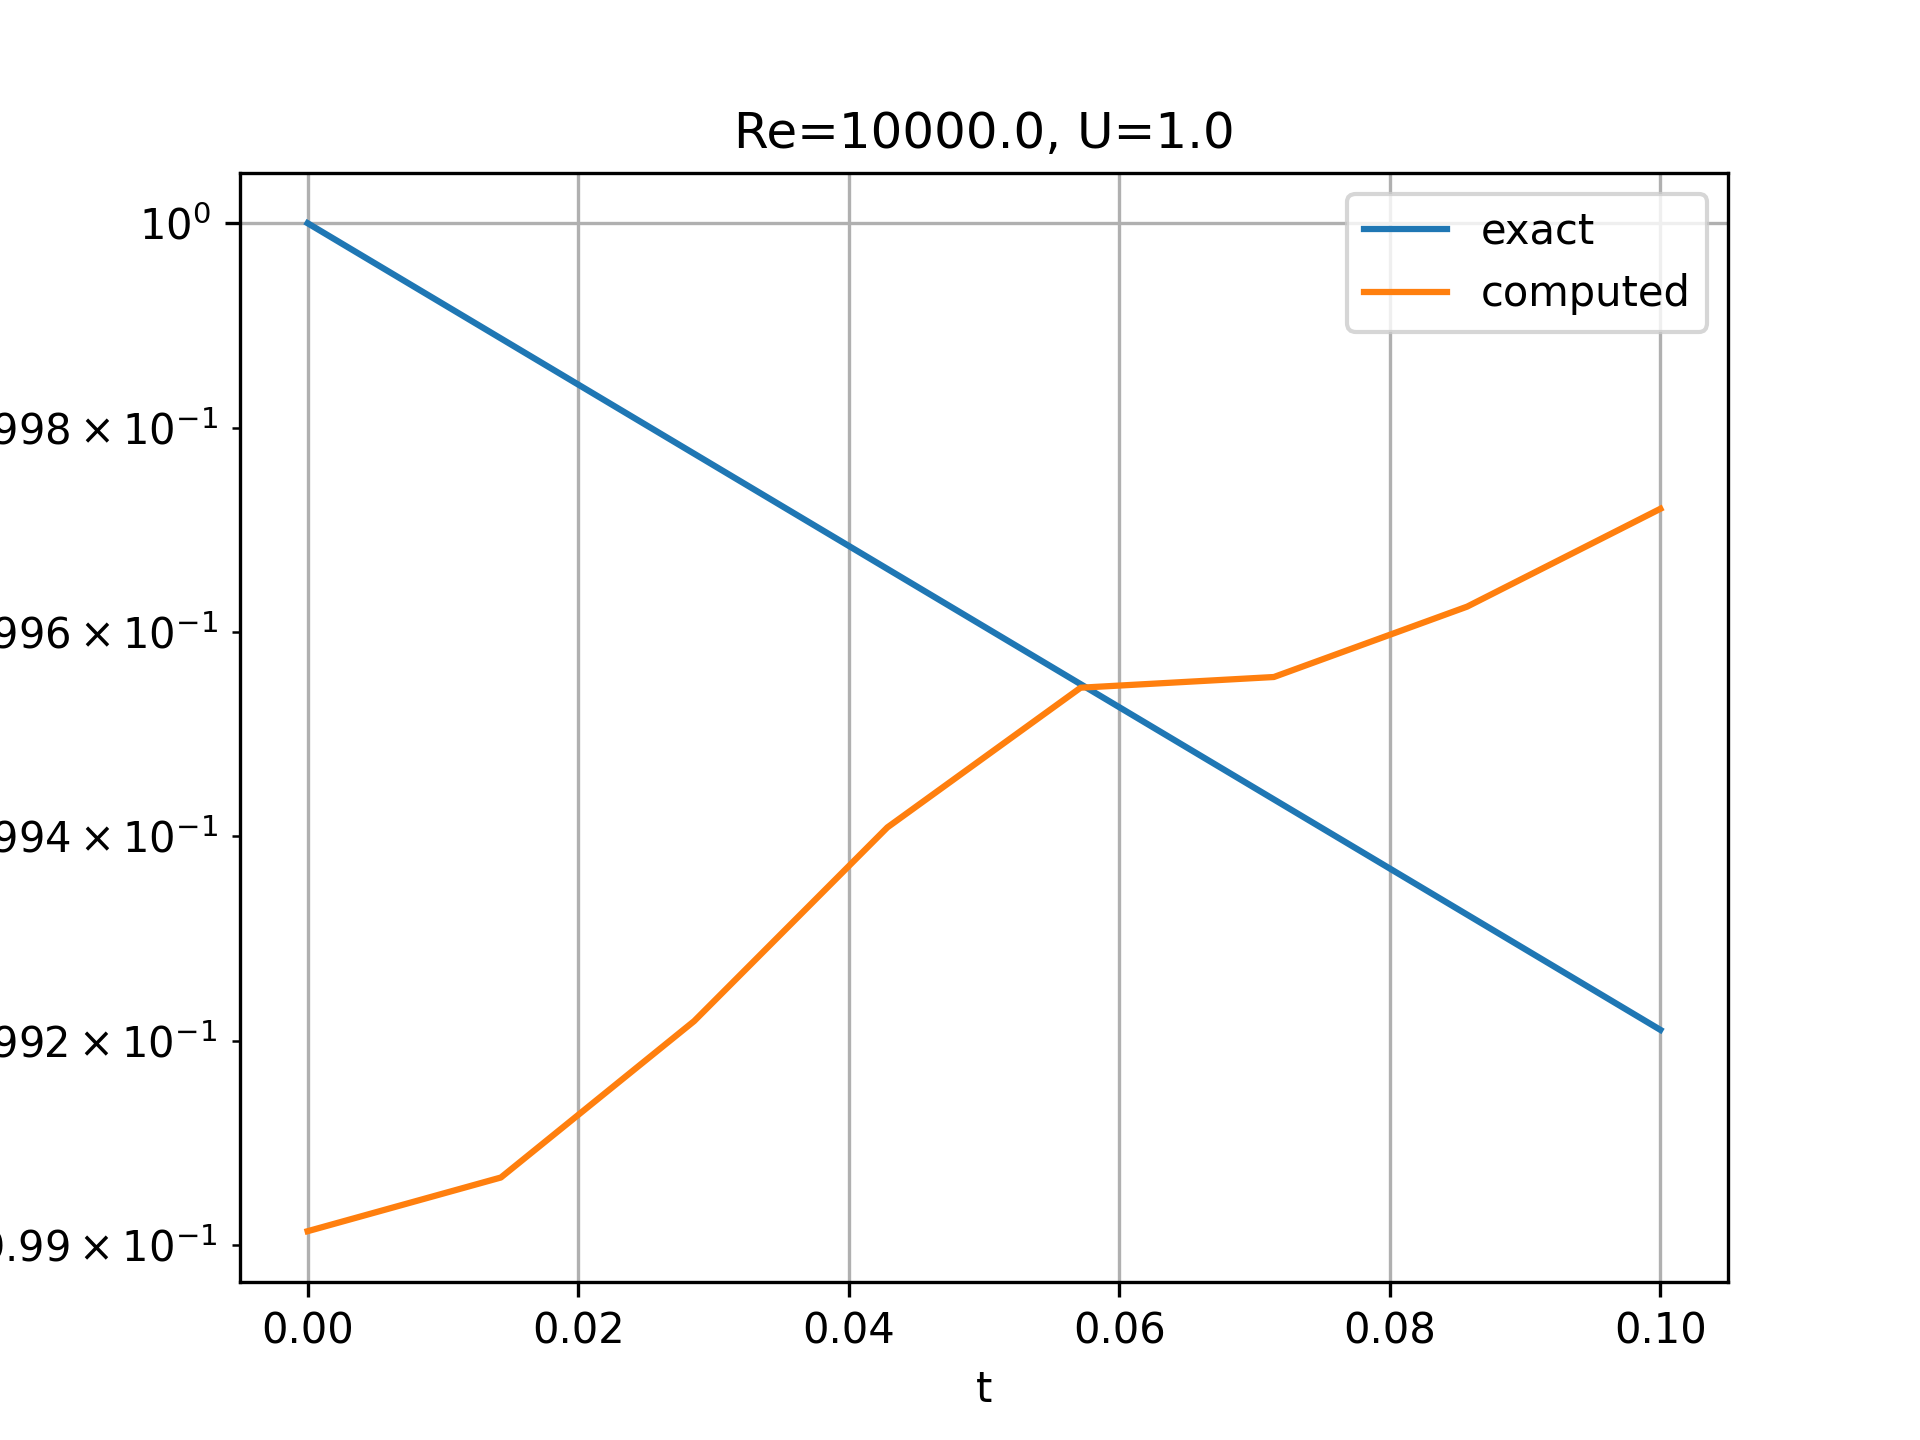 Re=10000.0, U=1.0
exact
computed
10⁰
998×10⁻¹
996×10⁻¹
994×10⁻¹
992×10⁻¹
.99×10⁻¹
0.00 0.02 0.04 0.06 0.08 0.10
t